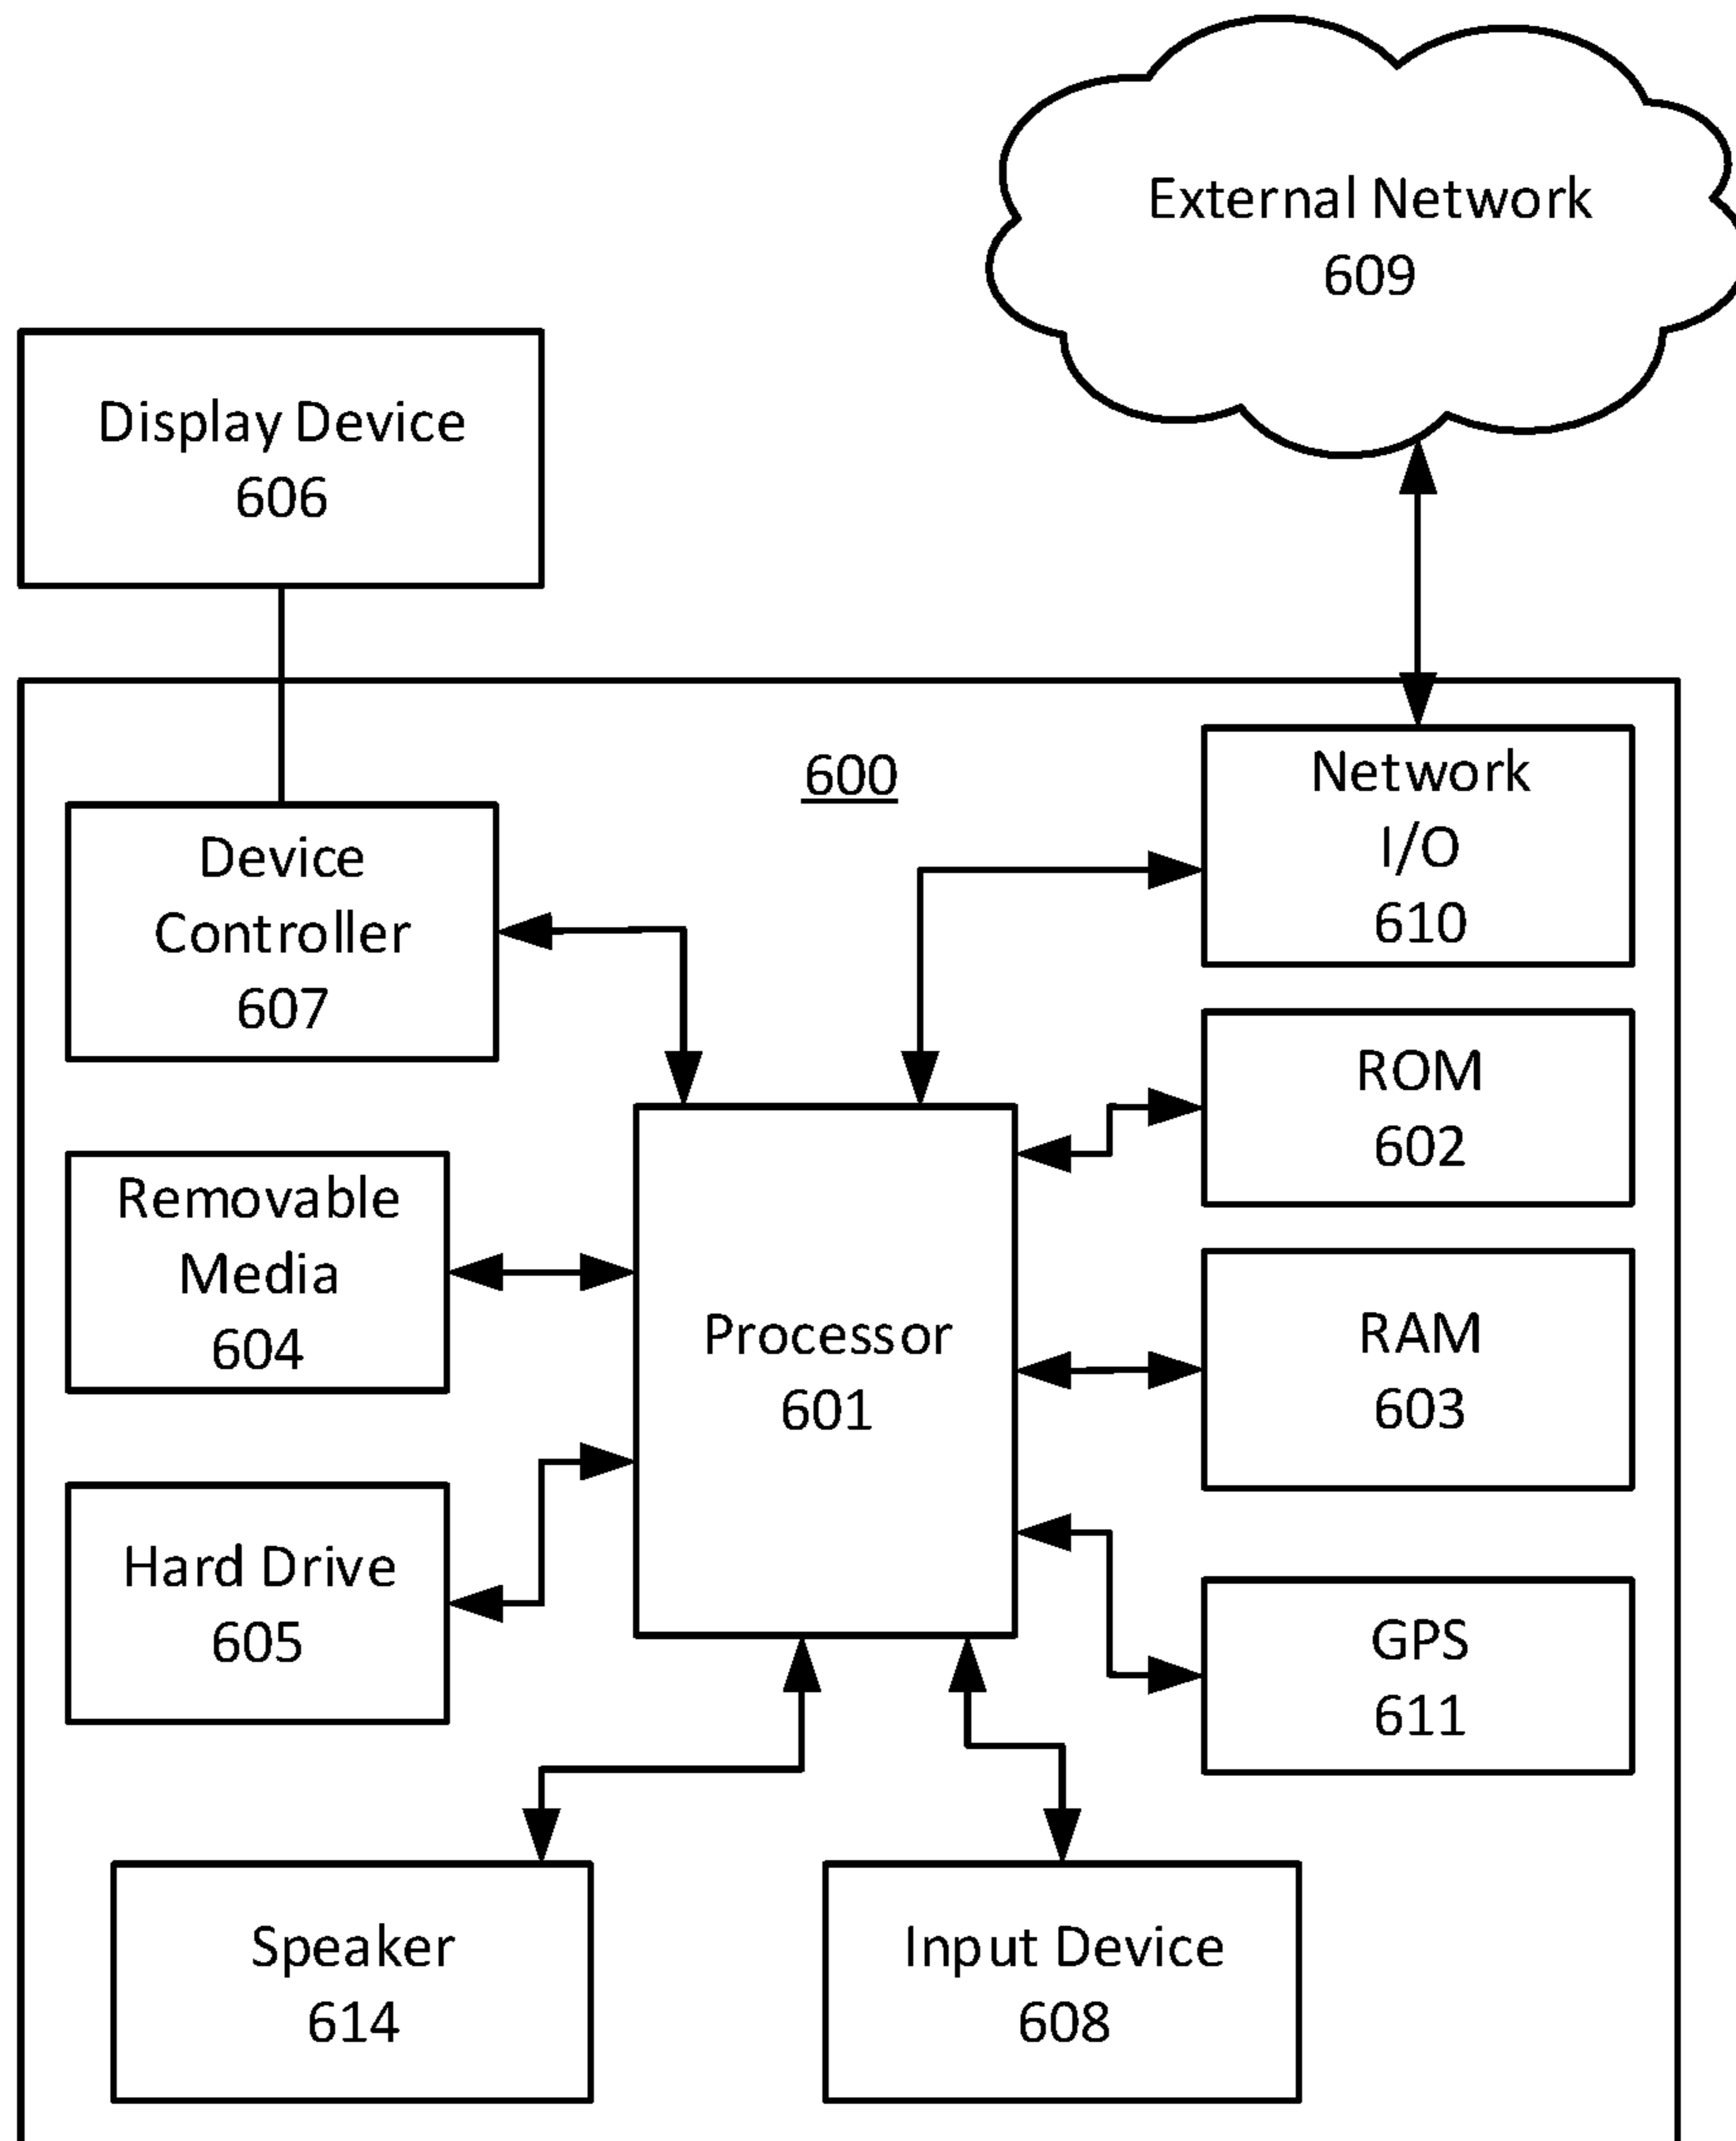 External Network
609
Display Device
606
600
Network
I/O
610
Device
Controller
607
ROM
602
Removable
Media
604
Processor
601
RAM
603
Hard Drive
605
GPS
611
Speaker
614
Input Device
608